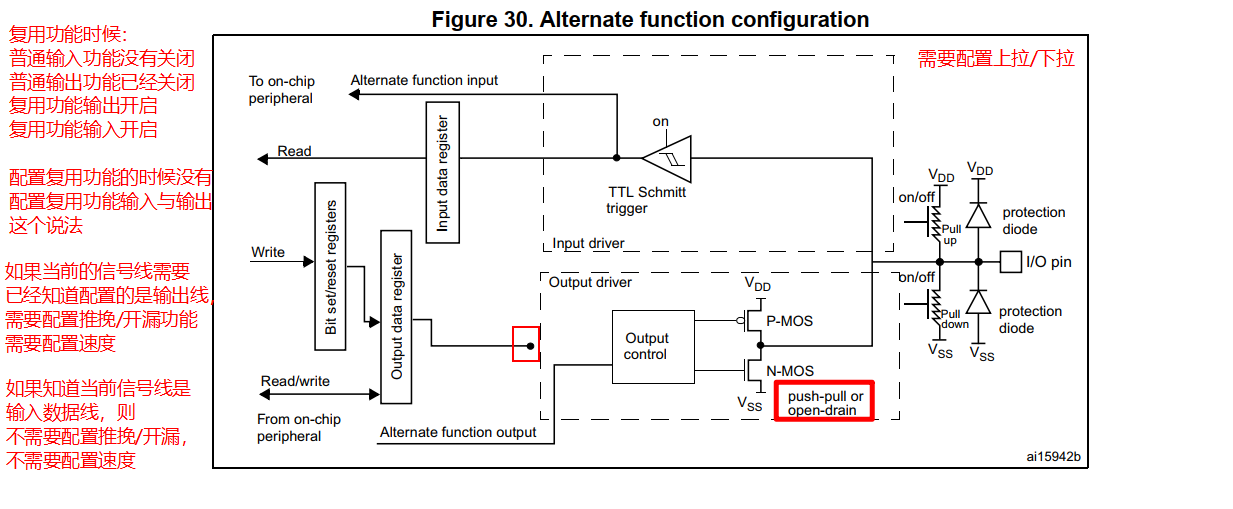 Figure 30. Alternate function configuration
复用功能时候：
普通输入功能没有关闭
普通输出功能已经关闭
复用功能输出开启
复用功能输入开启
配置复用功能的时候没有
配置复用功能输入与输出
这个说法
如果当前的信号线需要
已经知道配置的是输出线，
需要配置推挽/开漏功能
需要配置速度
如果知道当前信号线是
输入数据线，则
不需要配置推挽/开漏，
不需要配置速度
需要配置上拉/下拉
To on-chip
peripheral
Alternate function input
Read
Input data register
on
TTL Schmitt
trigger
Input driver
Write
Bit set/reset registers
Output data register
Read/write
From on-chip
peripheral
Alternate function output
Output driver
Output
control
VDD
P-MOS
N-MOS
VSS
push-pull or
open-drain
VDD
VDD
on/off
Pull
up
protection
diode
I/O pin
on/off
Pull
down
protection
diode
VSS
VSS
ai15942b